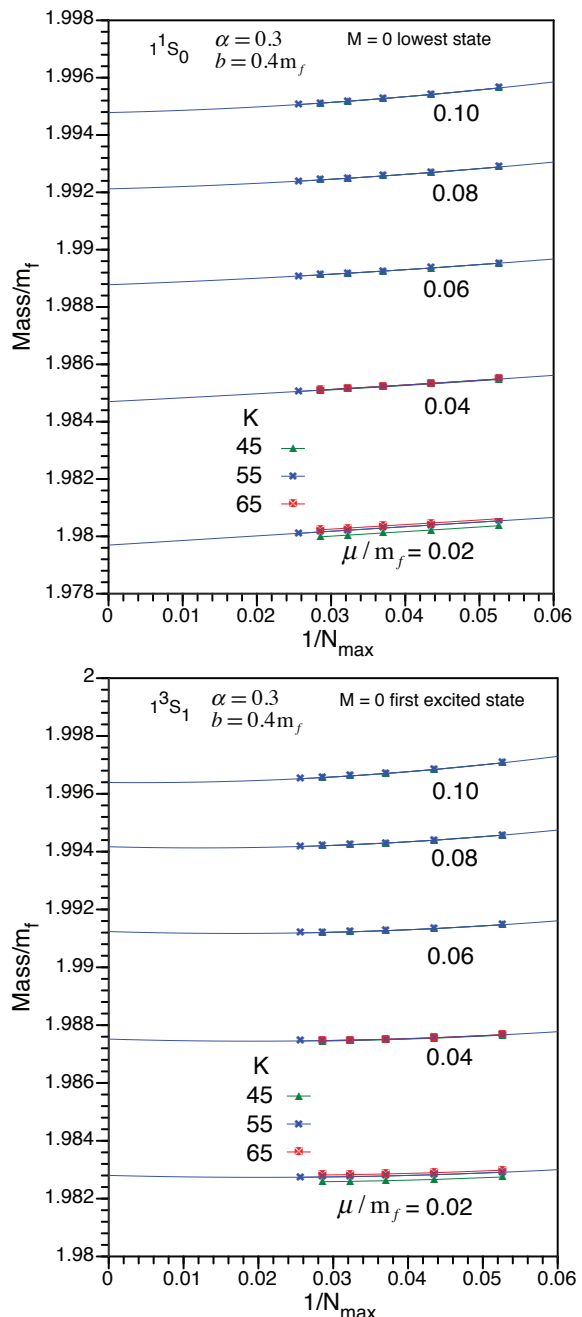 1.998
1¹S₀ α = 0.3 M = 0 lowest state
b = 0.4m_f
1.996
0.10
1.994
0.08
1.992
1.99
0.06
1.988
Mass/m_f
1.986
0.04
1.984
K
45
1.982
55
65
1.98
μ/m_f = 0.02
1.978
0.00 0.01 0.02 0.03 0.04 0.05 0.06
1/N_max
2
1³S₁ α = 0.3 M = 0 first excited state
b = 0.4m_f
1.998
1.996
0.10
1.994
0.08
1.992
0.06
1.99
Mass/m_f
1.988
0.04
1.986
K
45
55
1.984
65
1.982
μ/m_f = 0.02
1.98
0.00 0.01 0.02 0.03 0.04 0.05 0.06
1/N_max